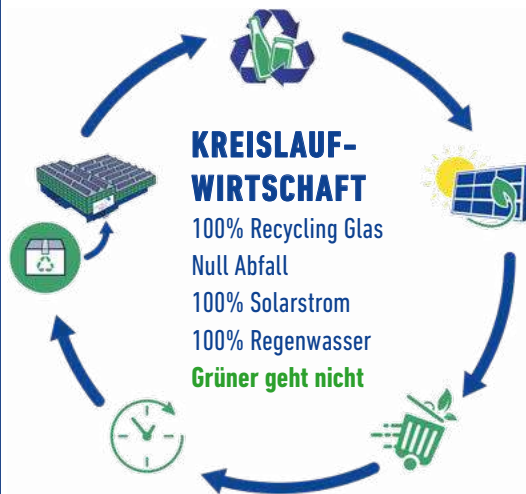 KREISLAUF-
WIRTSCHAFT
100% Recycling Glas
Null Abfall
100% Solarstrom
100% Regenwasser
Grüner geht nicht